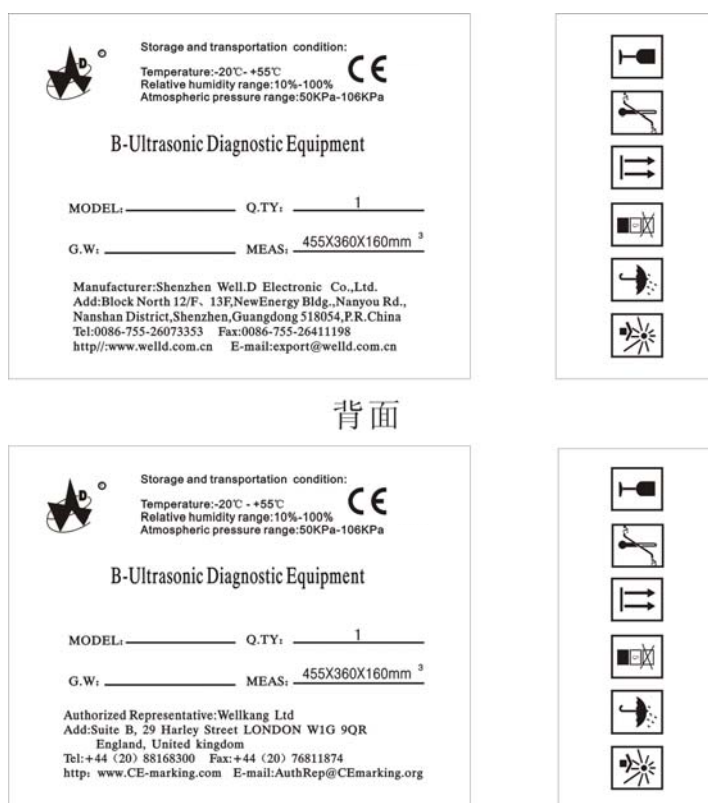 D
Storage and transportation condition:
Temperature:-20℃- +55℃
Relative humidity range:10%-100%
Atmospheric pressure range:50KPa-106KPa
CE
B-Ultrasonic Diagnostic Equipment
MODEL: Q.TY: 1
G.W: MEAS: 455X360X160mm ³
Manufacturer:Shenzhen Well.D Electronic Co.,Ltd.
Add:Block North 12/F、13F,NewEnergy Bldg.,Nanyou Rd.,
Nanshan District,Shenzhen,Guangdong 518054,P.R.China
Tel:0086-755-26073353 Fax:0086-755-26411198
http//:www.welld.com.cn E-mail:export@welld.com.cn
背面
D
Storage and transportation condition:
Temperature:-20℃ - +55℃
Relative humidity range:10%-100%
Atmospheric pressure range:50KPa-106KPa
CE
B-Ultrasonic Diagnostic Equipment
MODEL: Q.TY: 1
G.W: MEAS: 455X360X160mm ³
Authorized Representative:Wellkang Ltd
Add:Suite B, 29 Harley Street LONDON W1G 9QR
England, United kingdom
Tel:+44（20）88168300 Fax:+44（20）76811874
http: www.CE-marking.com E-mail:AuthRep@CEmarking.org